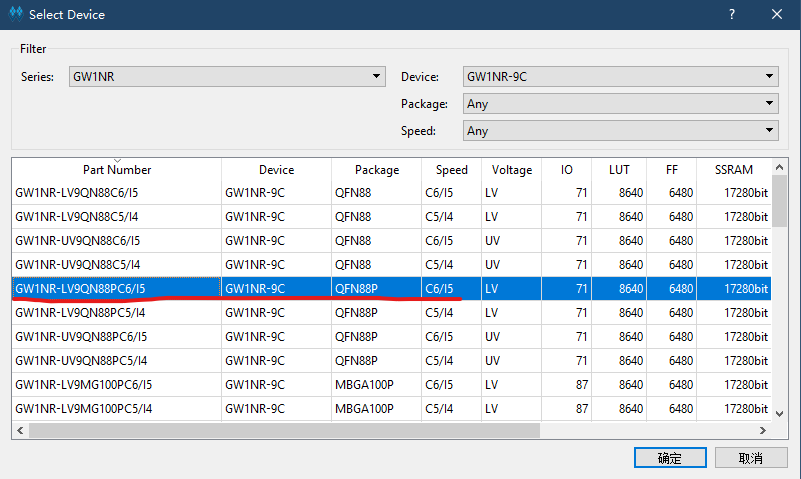 Select Device
Filter
Series: GW1NR Device: GW1NR-9C
Package: Any
Speed: Any
Part Number Device Package Speed Voltage IO LUT FF SSRAM
GW1NR-LV9QN88C6/I5 GW1NR-9C QFN88 C6/I5 LV 71 8640 6480 17280bit
GW1NR-LV9QN88C5/I4 GW1NR-9C QFN88 C5/I4 LV 71 8640 6480 17280bit
GW1NR-UV9QN88C6/I5 GW1NR-9C QFN88 C6/I5 UV 71 8640 6480 17280bit
GW1NR-UV9QN88C5/I4 GW1NR-9C QFN88 C5/I4 UV 71 8640 6480 17280bit
GW1NR-LV9QN88PC6/I5 GW1NR-9C QFN88P C6/I5 LV 71 8640 6480 17280bit
GW1NR-LV9QN88PC5/I4 GW1NR-9C QFN88P C5/I4 LV 71 8640 6480 17280bit
GW1NR-UV9QN88PC6/I5 GW1NR-9C QFN88P C6/I5 UV 71 8640 6480 17280bit
GW1NR-UV9QN88PC5/I4 GW1NR-9C QFN88P C5/I4 UV 71 8640 6480 17280bit
GW1NR-LV9MG100PC6/I5 GW1NR-9C MBGA100P C6/I5 LV 87 8640 6480 17280bit
GW1NR-LV9MG100PC5/I4 GW1NR-9C MBGA100P C5/I4 LV 87 8640 6480 17280bit
确定 取消